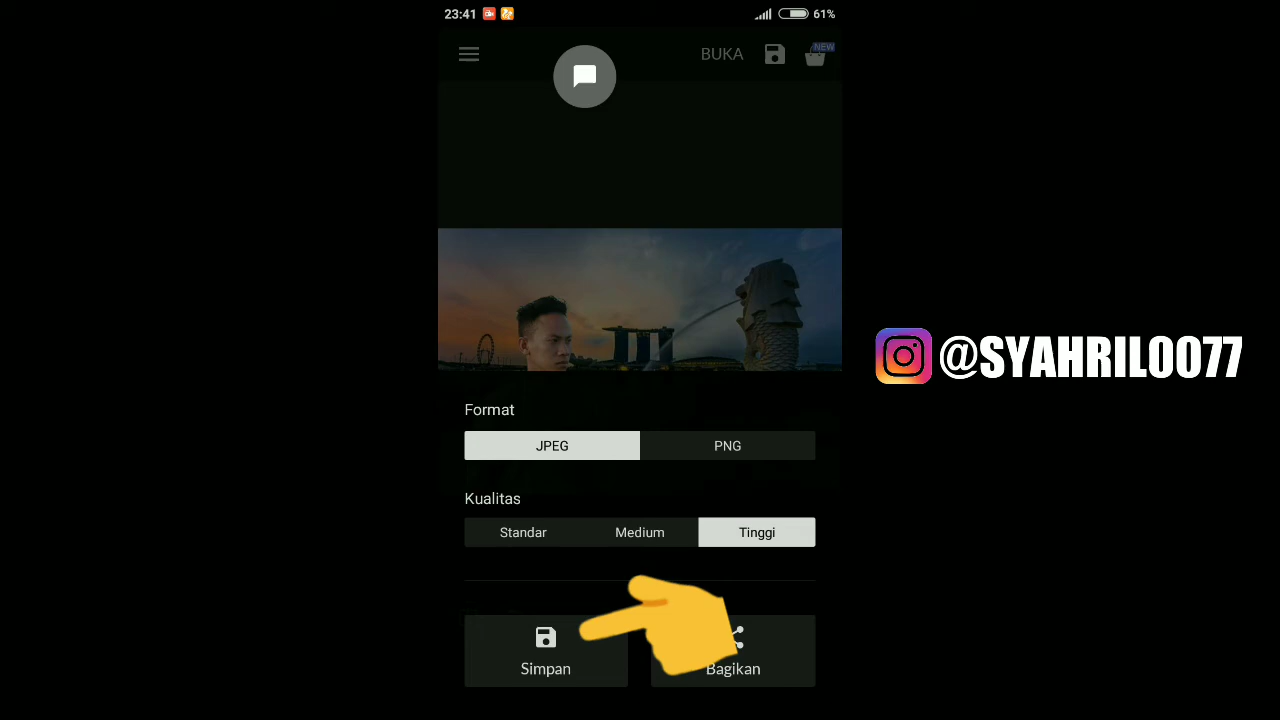 23:41
61%
BUKA
NEW
@SYAHRIL0077
Format
JPEG
PNG
Kualitas
Standar
Medium
Tinggi
Simpan
Bagikan